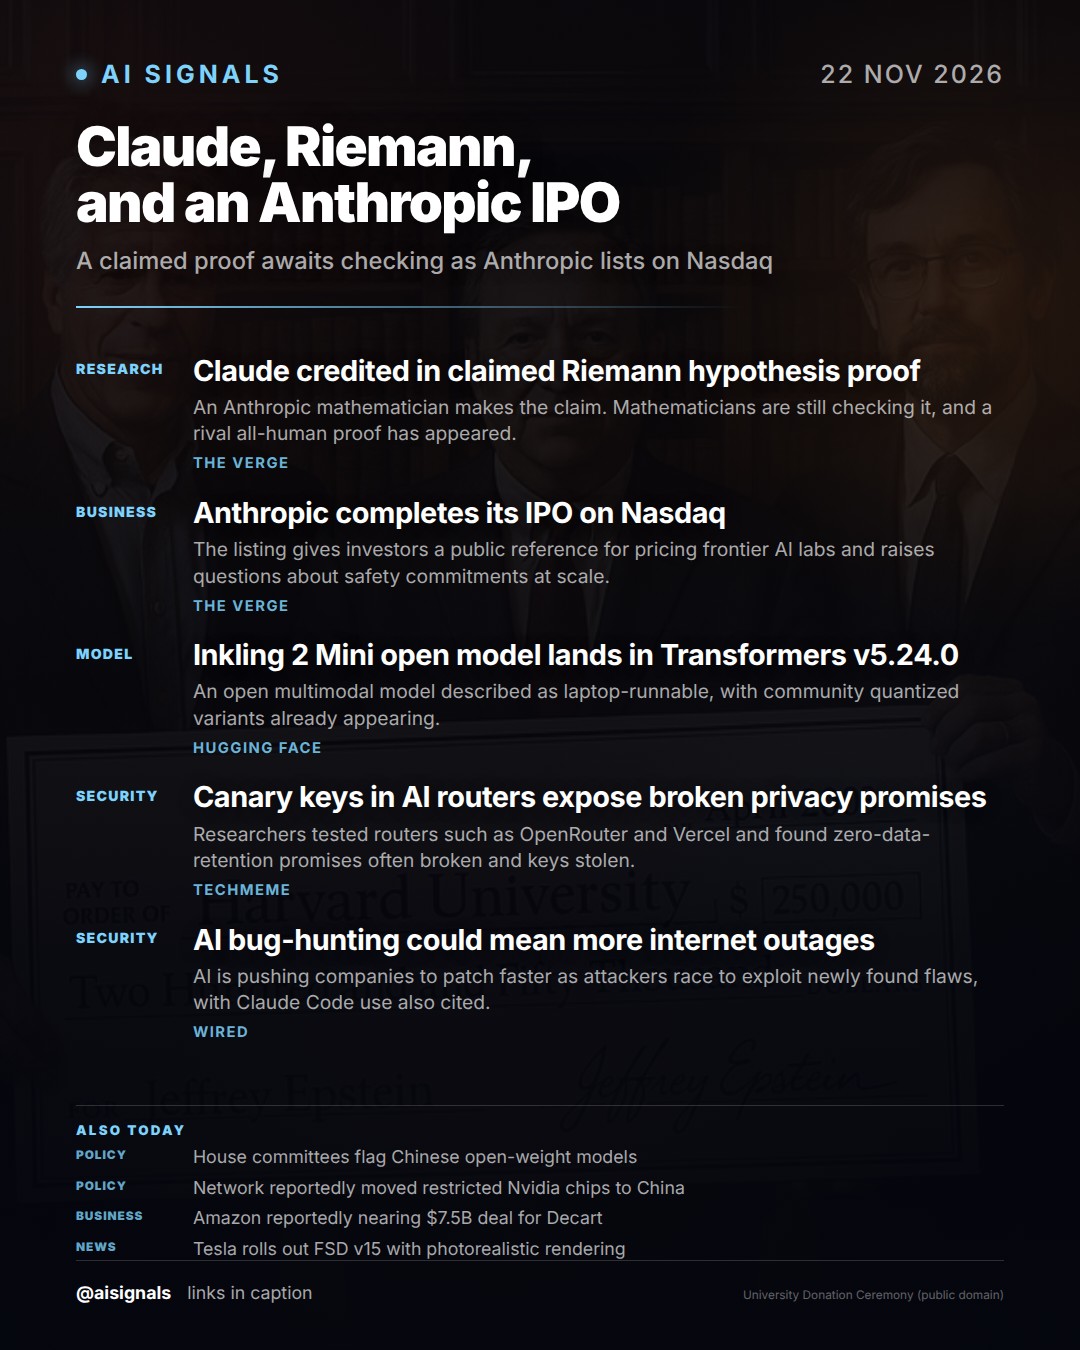 AI SIGNALS
22 NOV 2026
Claude, Riemann,
and an Anthropic IPO
A claimed proof awaits checking as Anthropic lists on Nasdaq
RESEARCH
Claude credited in claimed Riemann hypothesis proof
An Anthropic mathematician makes the claim. Mathematicians are still checking it, and a
rival all-human proof has appeared.
THE VERGE
BUSINESS
Anthropic completes its IPO on Nasdaq
The listing gives investors a public reference for pricing frontier AI labs and raises
questions about safety commitments at scale.
THE VERGE
MODEL
Inkling 2 Mini open model lands in Transformers v5.24.0
An open multimodal model described as laptop-runnable, with community quantized
variants already appearing.
HUGGING FACE
SECURITY
Canary keys in AI routers expose broken privacy promises
Researchers tested routers such as OpenRouter and Vercel and found zero-data-
retention promises often broken and keys stolen.
TECHMEME
SECURITY
AI bug-hunting could mean more internet outages
AI is pushing companies to patch faster as attackers race to exploit newly found flaws,
with Claude Code use also cited.
WIRED
April
PAY TO
ORDER OF
Harvard University
$ 250,000
Two
Jeffrey Epstein
Jeffrey Epstein
ALSO TODAY
POLICY
House committees flag Chinese open-weight models
POLICY
Network reportedly moved restricted Nvidia chips to China
BUSINESS
Amazon reportedly nearing $7.5B deal for Decart
NEWS
Tesla rolls out FSD v15 with photorealistic rendering
@aisignals links in caption
University Donation Ceremony (public domain)